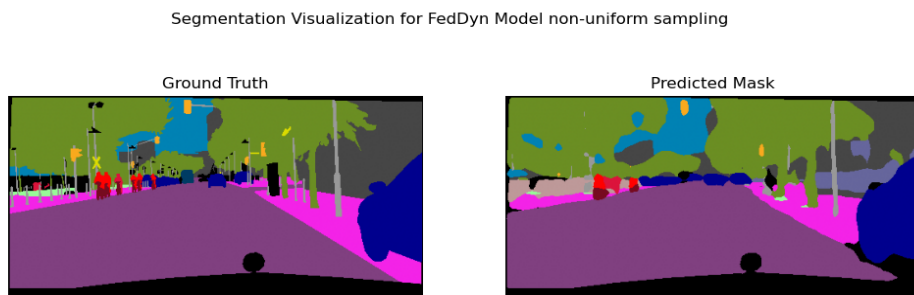 Segmentation Visualization for FedDyn Model non-uniform sampling
Ground Truth
Predicted Mask